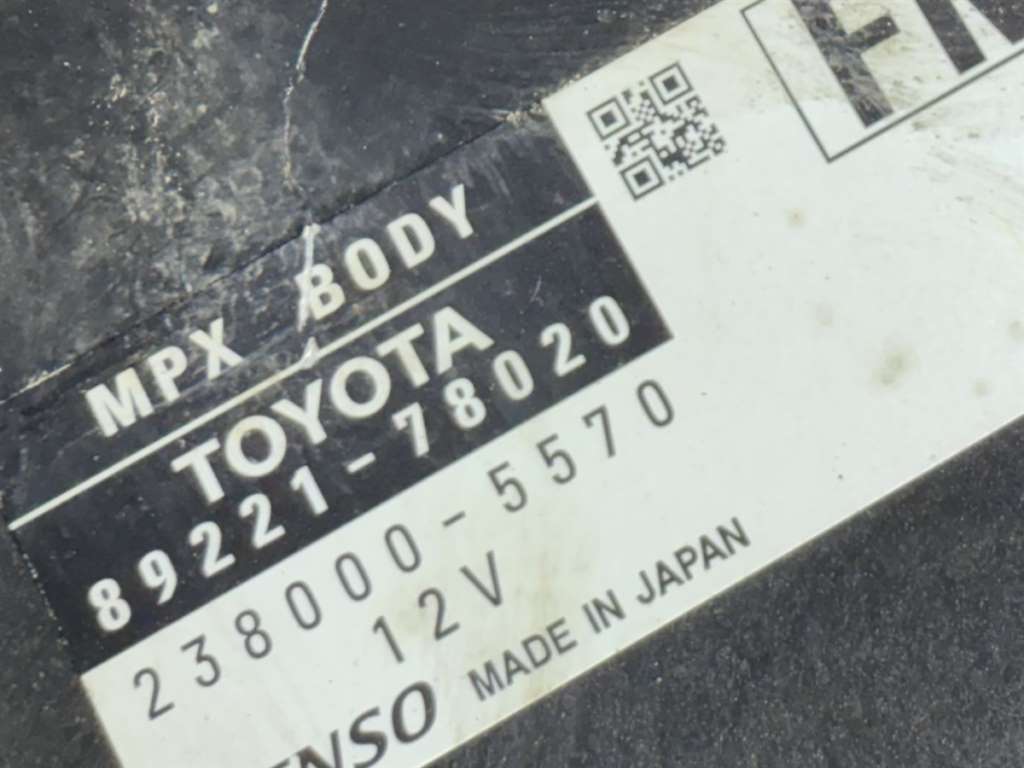 MPX BODY
TOYOTA
89221-78020
238000-5570
12V
MADE IN JAPAN